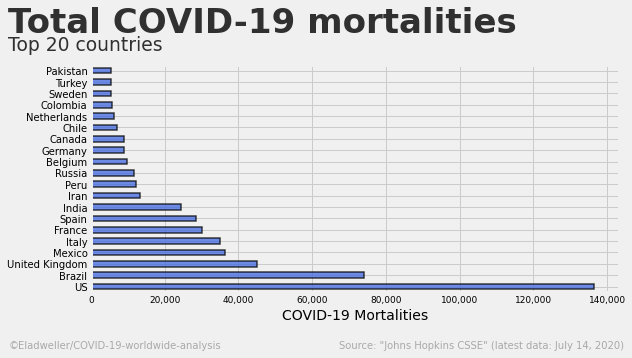 Total COVID-19 mortalities
Top 20 countries
Pakistan
Turkey
Sweden
Colombia
Netherlands
Chile
Canada
Germany
Belgium
Russia
Peru
Iran
India
Spain
France
Italy
Mexico
United Kingdom
Brazil
US
0 20,000 40,000 60,000 80,000 100,000 120,000 140,000
COVID-19 Mortalities
©Eladweller/COVID-19-worldwide-analysis Source: "Johns Hopkins CSSE" (latest data: July 14, 2020)